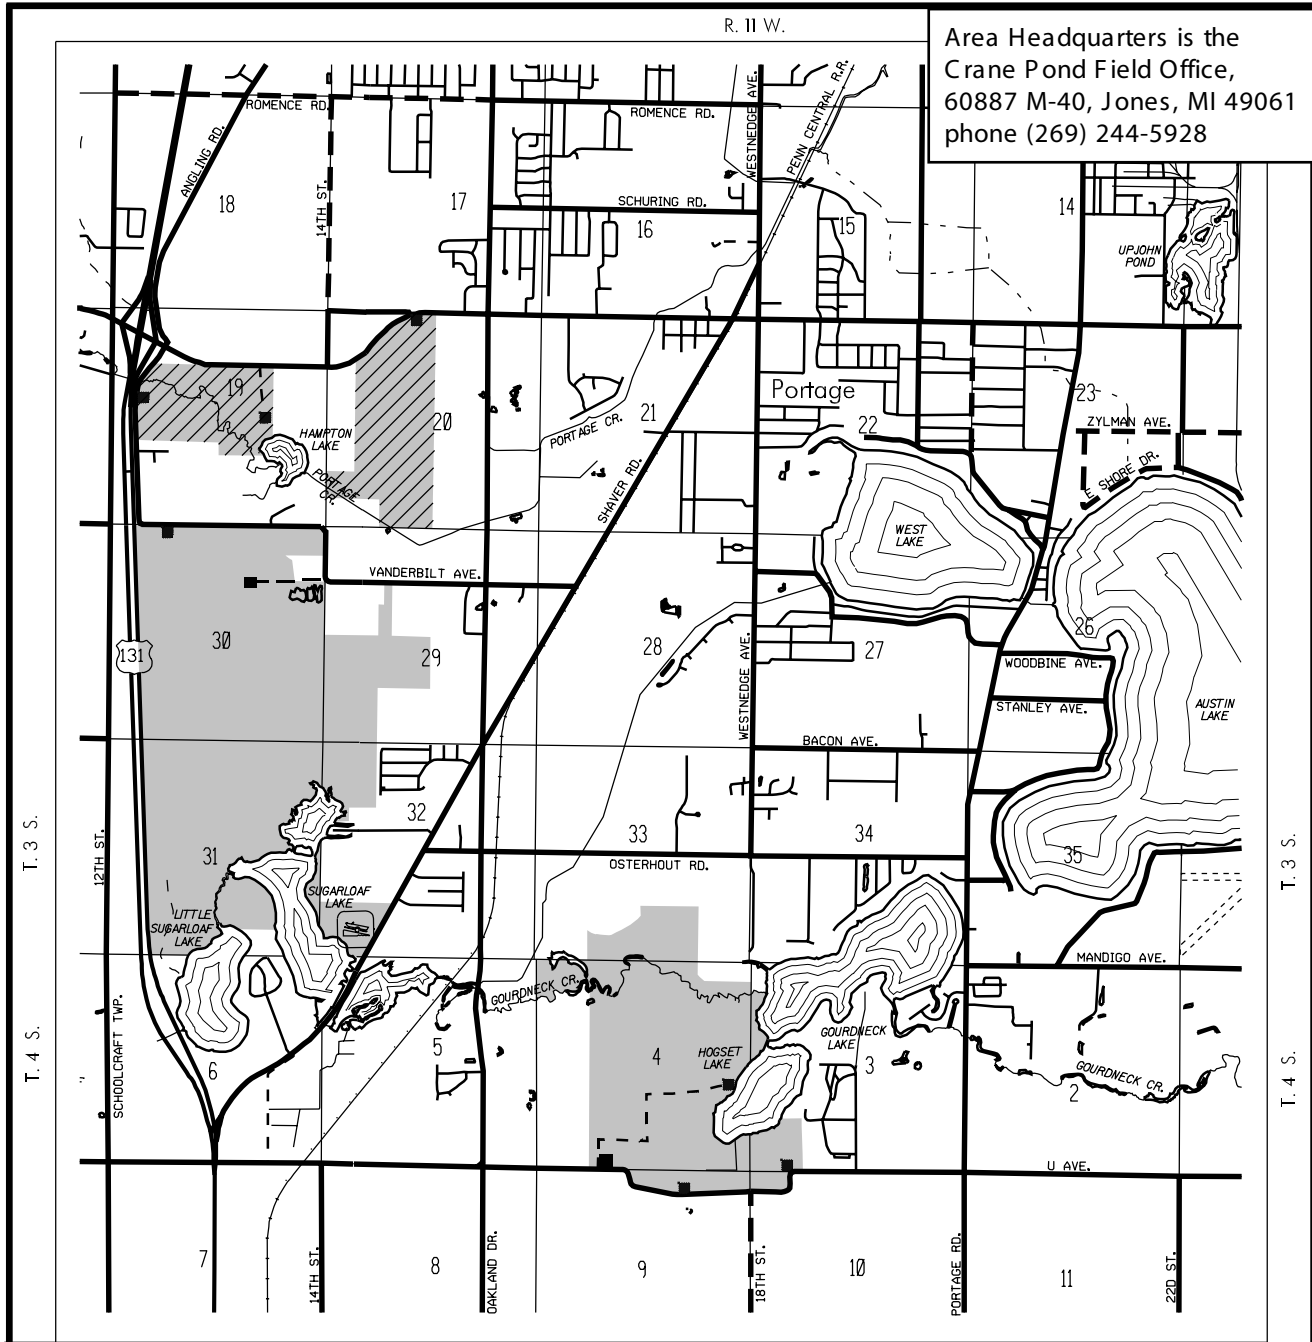 R. 11 W.
Area Headquarters is the
Crane Pond Field Office,
60887 M-40, Jones, MI 49061
phone (269) 244-5928
ROMENCE RD.
ROMENCE RD.
ANGLING RD.
14TH ST.
WESTNEDGE AVE.
PENN CENTRAL R.R.
18
17
SCHURING RD.
16
15
14
UPJOHN
POND
19
20
HAMPTON
LAKE
PORTAGE
CR.
PORTAGE CR.
21
SHAVER RD.
Portage
22
23
ZYLMAN AVE.
E SHORE DR.
WEST
LAKE
VANDERBILT AVE.
131
30
29
28
WESTNEDGE AVE.
27
26
WOODBINE AVE.
STANLEY AVE.
AUSTIN
LAKE
BACON AVE.
T. 3 S.
12TH ST.
31
32
33
34
35
T. 3 S.
OSTERHOUT RD.
SUGARLOAF
LAKE
LITTLE
SUGARLOAF
LAKE
MANDIGO AVE.
GOURDNECK CR.
T. 4 S.
SCHOOLCRAFT TWP.
6
5
4
HOGSET
LAKE
GOURDNECK
LAKE
3
2
GOURDNECK CR.
T. 4 S.
U AVE.
7
14TH ST.
8
OAKLAND DR.
9
18TH ST.
10
PORTAGE RD.
11
22D ST.